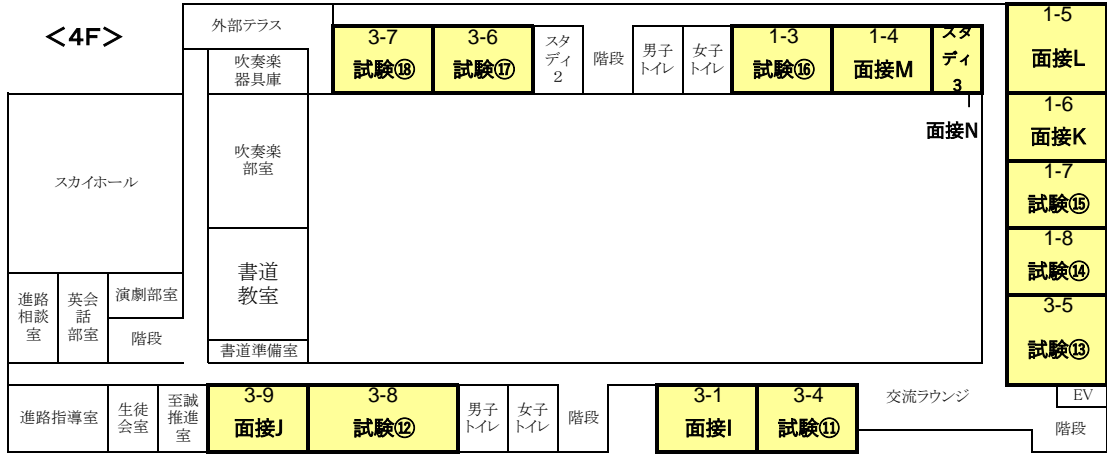 <4F>
外部テラス
3-7
試験⑱
3-6
試験⑰
スタ
ディ
2
階段
男子
トイレ
女子
トイレ
1-3
試験⑯
1-4
面接M
スタ
ディ
3
面接N
1-5
面接L
1-6
面接K
1-7
試験⑮
1-8
試験⑭
3-5
試験⑬
吹奏楽
器具庫
吹奏楽
部室
スカイホール
書道
教室
書道準備室
進路
相談
室
英会
話
部室
演劇部室
階段
進路指導室
生徒
会室
至誠
推進
室
3-9
面接J
3-8
試験⑫
男子
トイレ
女子
トイレ
階段
3-1
面接I
3-4
試験⑪
交流ラウンジ
EV
階段